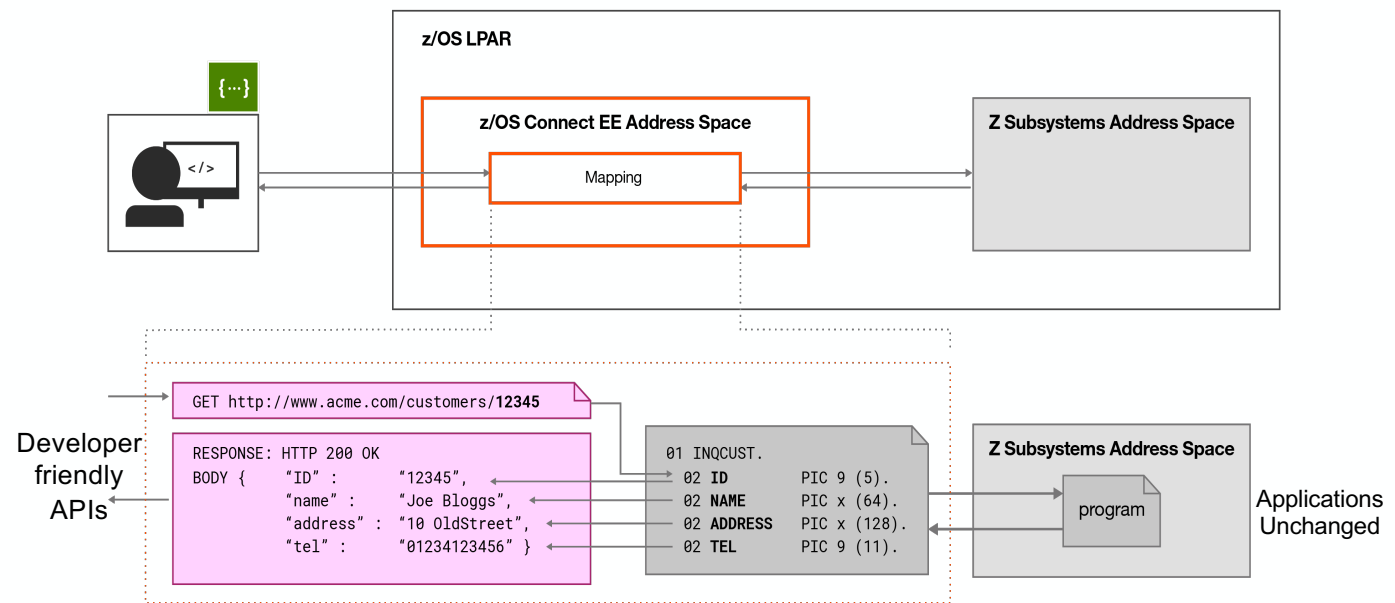 z/OS LPAR
{...}
z/OS Connect EE Address Space
Z Subsystems Address Space
</>
Mapping
GET http://www.acme.com/customers/12345
Developer
friendly
APIs
RESPONSE: HTTP 200 OK
BODY { “ID” : “12345”,
“name” : “Joe Bloggs”,
“address” : “10 OldStreet”,
“tel” : “01234123456” }
01 INQCUST.
02 ID PIC 9 (5).
02 NAME PIC x (64).
02 ADDRESS PIC x (128).
02 TEL PIC 9 (11).
Z Subsystems Address Space
program
Applications
Unchanged